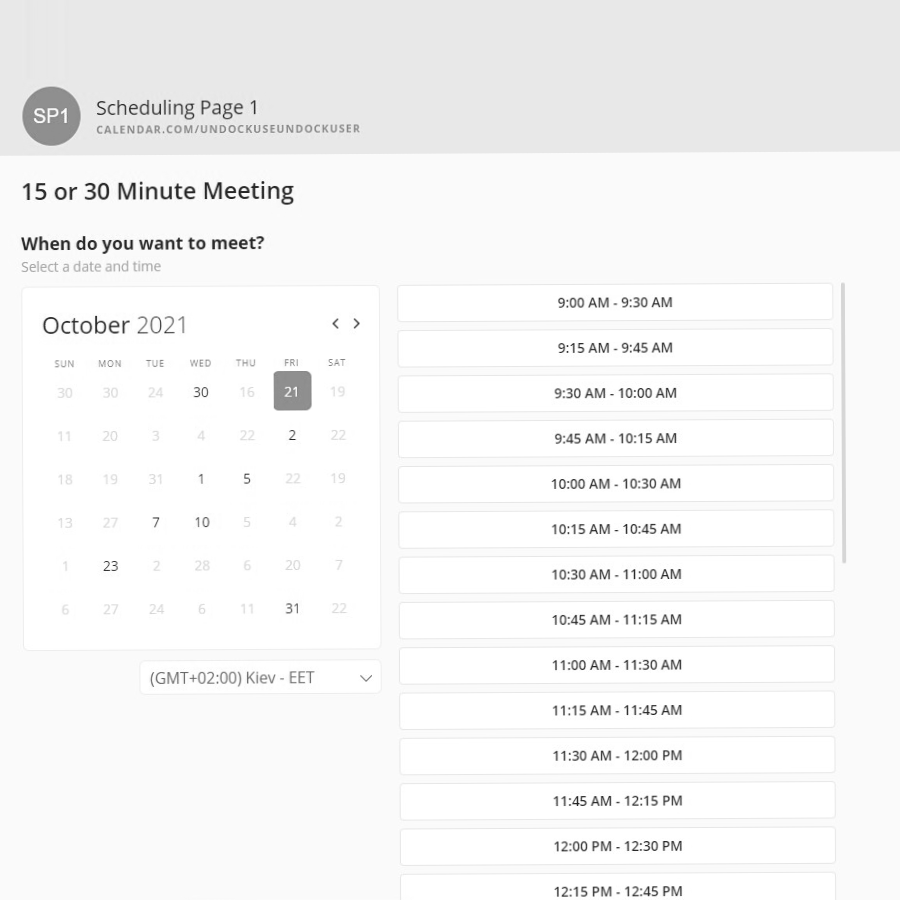 SP1
Scheduling Page 1
CALENDAR.COM/UNDOCKUSEUNDOCKUSER
15 or 30 Minute Meeting
When do you want to meet?
Select a date and time
October 2021
SUN MON TUE WED THU FRI SAT
30 30 24 30 16 21 19
11 20 3 4 22 2 22
18 19 31 1 5 22 19
13 27 7 10 5 4 2
1 23 2 28 6 20 7
6 27 24 6 11 31 22
(GMT+02:00) Kiev - EET
9:00 AM - 9:30 AM
9:15 AM - 9:45 AM
9:30 AM - 10:00 AM
9:45 AM - 10:15 AM
10:00 AM - 10:30 AM
10:15 AM - 10:45 AM
10:30 AM - 11:00 AM
10:45 AM - 11:15 AM
11:00 AM - 11:30 AM
11:15 AM - 11:45 AM
11:30 AM - 12:00 PM
11:45 AM - 12:15 PM
12:00 PM - 12:30 PM
12:15 PM - 12:45 PM